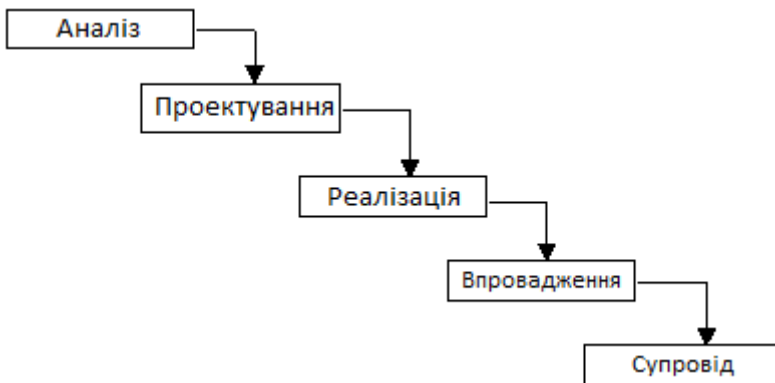 Аналіз
Проектування
Реалізація
Впровадження
Супровід